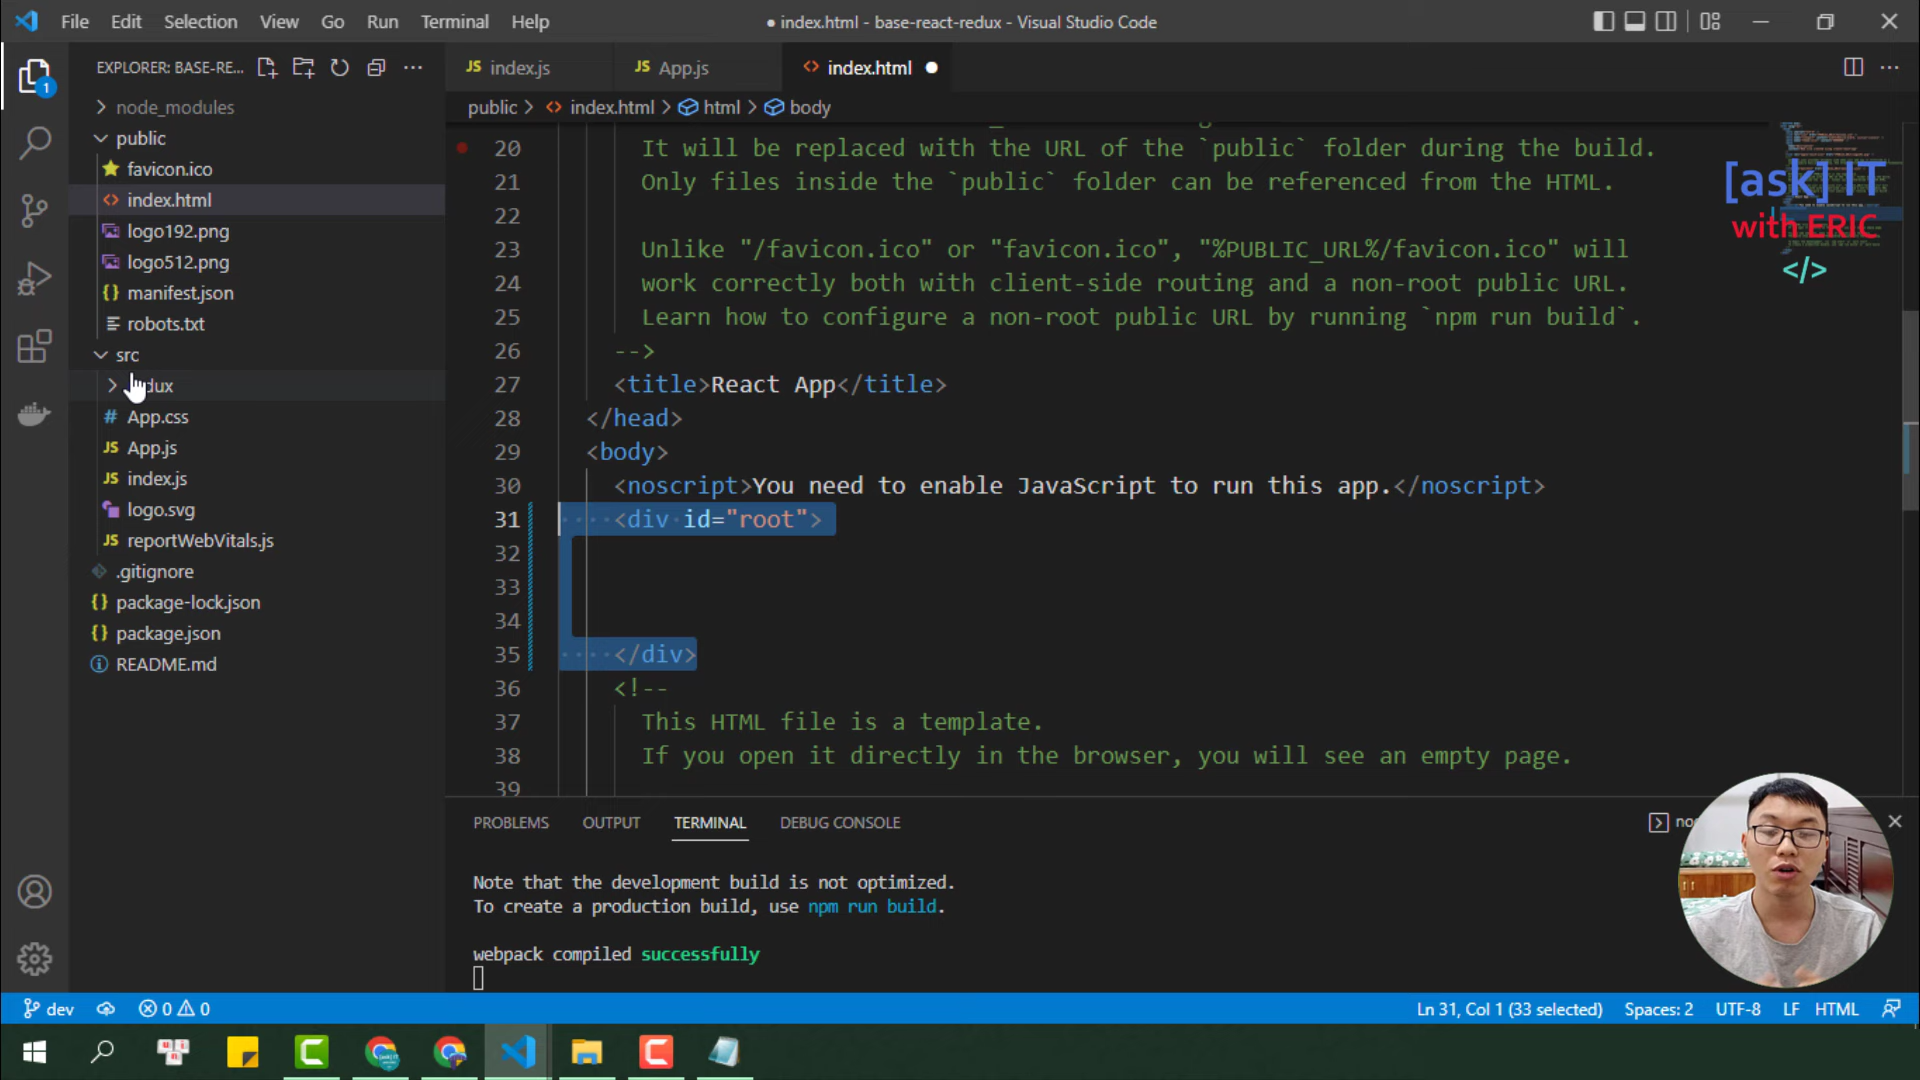 File Edit Selection View Go Run Terminal Help
● index.html - base-react-redux - Visual Studio Code
EXPLORER: BASE-RE...
1
node_modules
public
favicon.ico
index.html
logo192.png
logo512.png
manifest.json
robots.txt
src
dux
App.css
App.js
index.js
logo.svg
reportWebVitals.js
.gitignore
package-lock.json
package.json
README.md
JS index.js JS App.js <> index.html
public > <> index.html > html > body
20 It will be replaced with the URL of the `public` folder during the build.
21 Only files inside the `public` folder can be referenced from the HTML.
22
23 Unlike "/favicon.ico" or "favicon.ico", "%PUBLIC_URL%/favicon.ico" will
24 work correctly both with client-side routing and a non-root public URL.
25 Learn how to configure a non-root public URL by running `npm run build`.
26 -->
27 <title>React App</title>
28 </head>
29 <body>
30 <noscript>You need to enable JavaScript to run this app.</noscript>
31 <div id="root">
32
33
34
35 </div>
36 <!--
37 This HTML file is a template.
38 If you open it directly in the browser, you will see an empty page.
39
[ask] IT
with ERIC
</>
PROBLEMS OUTPUT TERMINAL DEBUG CONSOLE
Note that the development build is not optimized.
To create a production build, use npm run build.
webpack compiled successfully
dev 0 0 Ln 31, Col 1 (33 selected) Spaces: 2 UTF-8 LF HTML